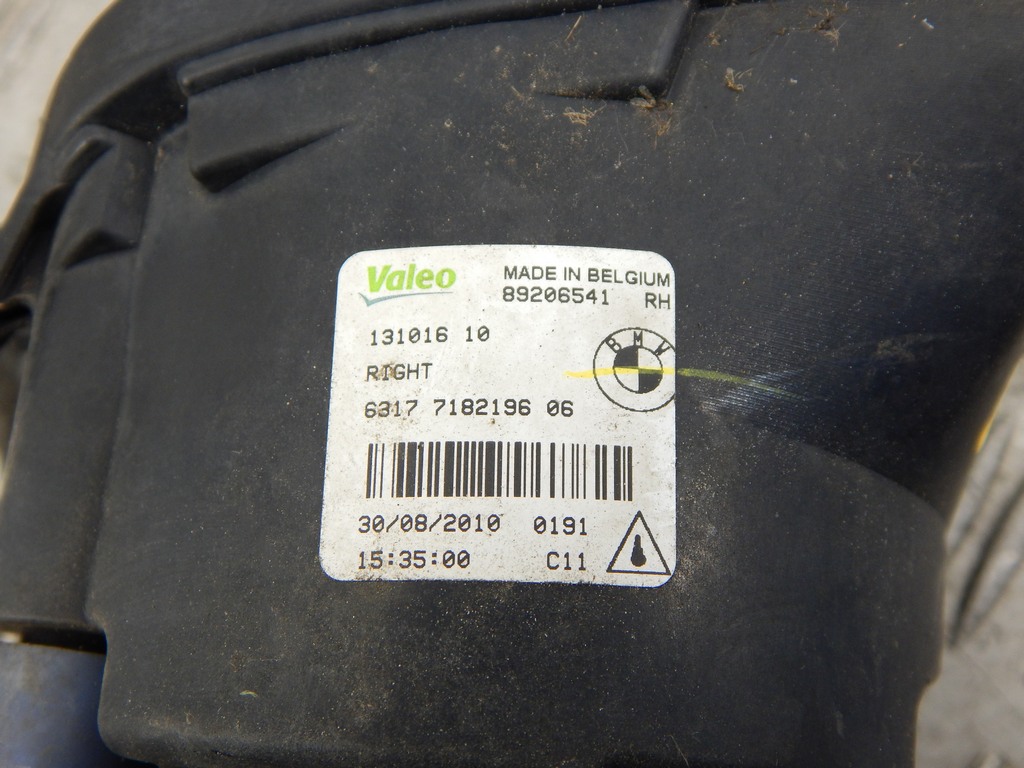 Valeo MADE IN BELGIUM
89206541 RH
131016 10
BMW
RIGHT
6317 7182196 06
30/08/2010 0191
15:35:00 C11